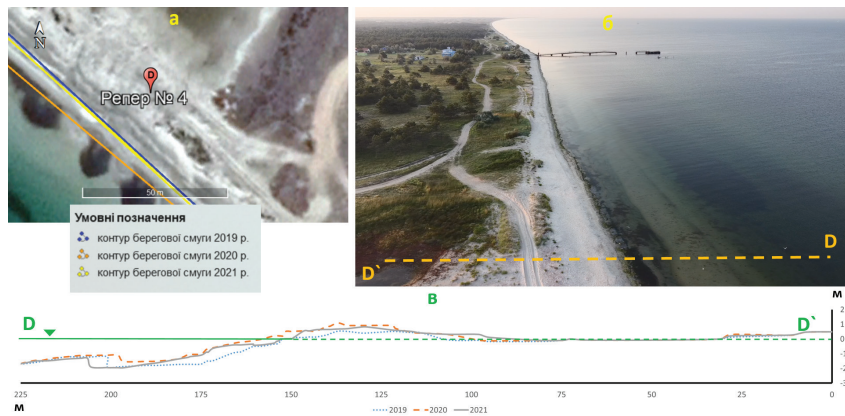 а
N
D
Репер № 4
50 m
Умовні позначення
контур берегової смуги 2019 р.
контур берегової смуги 2020 р.
контур берегової смуги 2021 р.
б
D`
D
В
D
D`
м
2
1
0
-1
-2
-3
225
200
175
150
125
100
75
50
25
0
м
2019
2020
2021